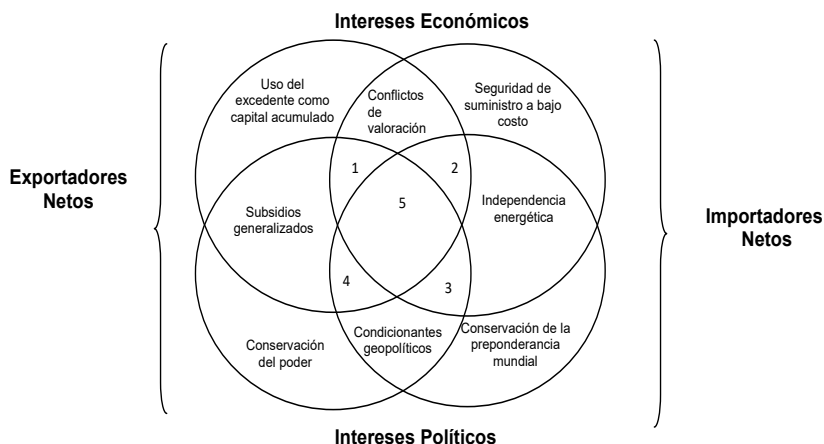 Intereses Económicos
Uso del
excedente como
capital acumulado
Conflictos
de
valoración
Seguridad de
suministro a bajo
costo
1
2
Exportadores
Netos
Subsidios
generalizados
5
Independencia
energética
Importadores
Netos
4
3
Conservación
del poder
Condicionantes
geopolíticos
Conservación de la
preponderancia
mundial
Intereses Políticos